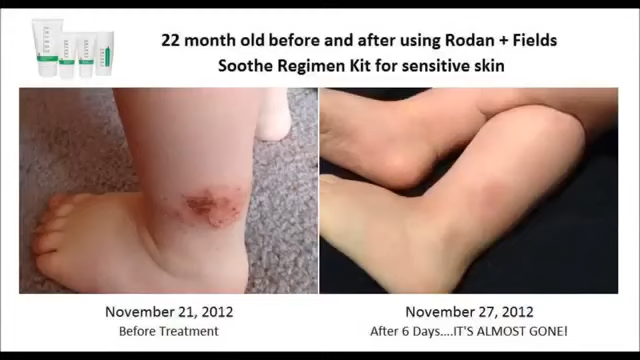 22 month old before and after using Rodan + Fields
Soothe Regimen Kit for sensitive skin
November 21, 2012
Before Treatment
November 27, 2012
After 6 Days....IT'S ALMOST GONE!